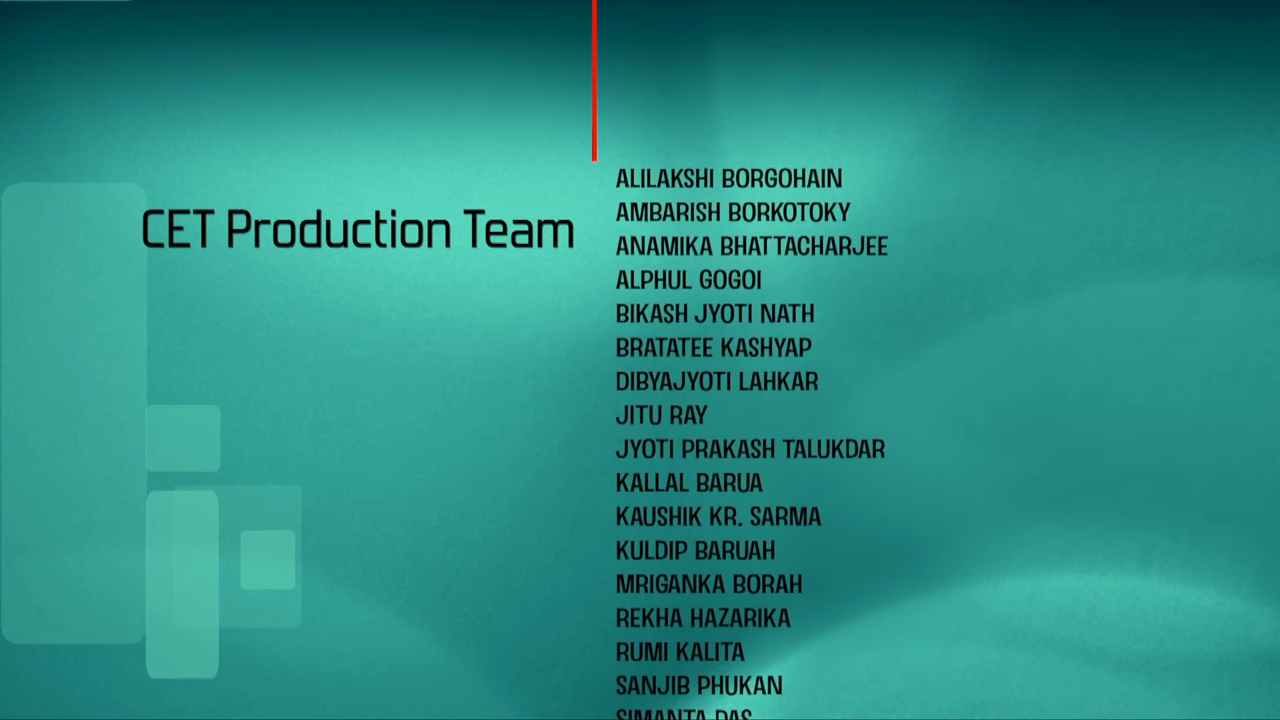 CET Production Team
ALILAKSHI BORGOHAIN
AMBARISH BORKOTOKY
ANAMIKA BHATTACHARJEE
ALPHUL GOGOI
BIKASH JYOTI NATH
BRATATEE KASHYAP
DIBYAJYOTI LAHKAR
JITU RAY
JYOTI PRAKASH TALUKDAR
KALLAL BARUA
KAUSHIK KR. SARMA
KULDIP BARUAH
MRIGANKA BORAH
REKHA HAZARIKA
RUMI KALITA
SANJIB PHUKAN
SIMANTA DAS